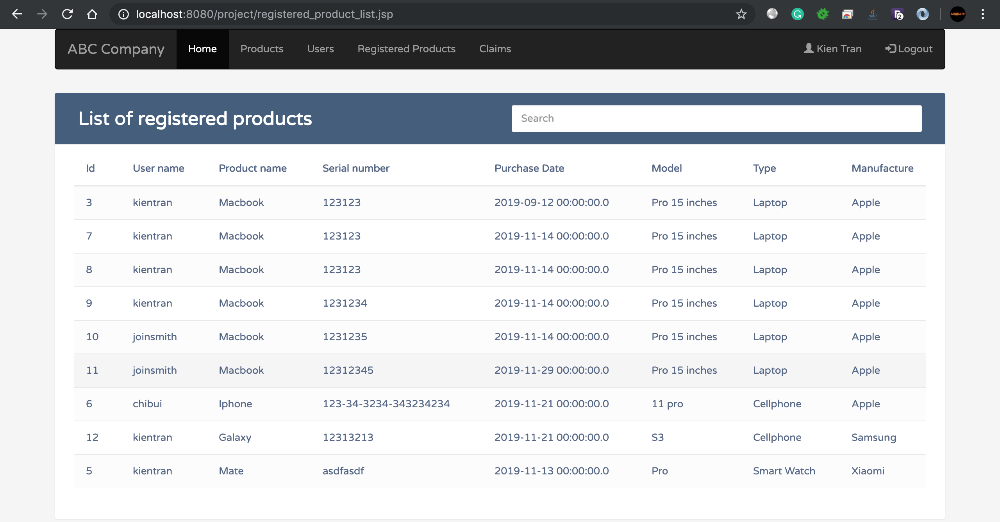 localhost:8080/project/registered_product_list.jsp
ABC Company Home Products Users Registered Products Claims Kien Tran Logout
List of registered products Search
Id User name Product name Serial number Purchase Date Model Type Manufacture
3 kientran Macbook 123123 2019-09-12 00:00:00.0 Pro 15 inches Laptop Apple
7 kientran Macbook 123123 2019-11-14 00:00:00.0 Pro 15 inches Laptop Apple
8 kientran Macbook 123123 2019-11-14 00:00:00.0 Pro 15 inches Laptop Apple
9 kientran Macbook 1231234 2019-11-14 00:00:00.0 Pro 15 inches Laptop Apple
10 joinsmith Macbook 1231235 2019-11-14 00:00:00.0 Pro 15 inches Laptop Apple
11 joinsmith Macbook 12312345 2019-11-29 00:00:00.0 Pro 15 inches Laptop Apple
6 chibui Iphone 123-34-3234-343234234 2019-11-21 00:00:00.0 11 pro Cellphone Apple
12 kientran Galaxy 12313213 2019-11-21 00:00:00.0 S3 Cellphone Samsung
5 kientran Mate asdfasdf 2019-11-13 00:00:00.0 Pro Smart Watch Xiaomi